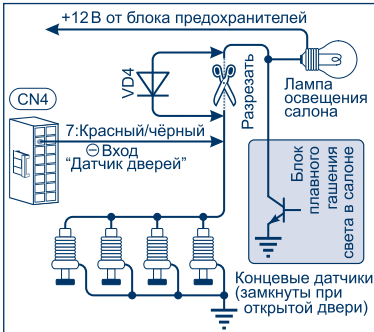 +12В от блока предохранителей
VD4
Разрезать
Лампа
освещения
салона
CN4
7:Красный/чёрный
⊖Вход
“Датчик дверей”
Блок
плавного
гашения
света в салоне
Концевые датчики
(замкнуты при
открытой двери)